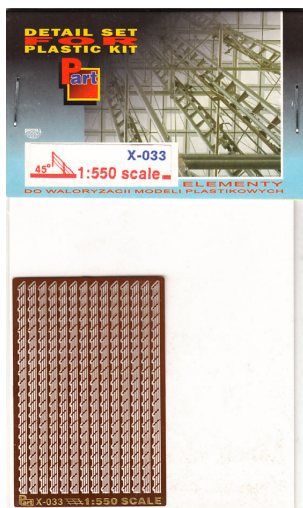 DETAIL SET
FOR
PLASTIC KIT
Part
X-033
45°
1:550 scale
ELEMENTY
DO WALORYZACJI MODELI PLASTIKOWYCH
Part X-033 1:550 SCALE